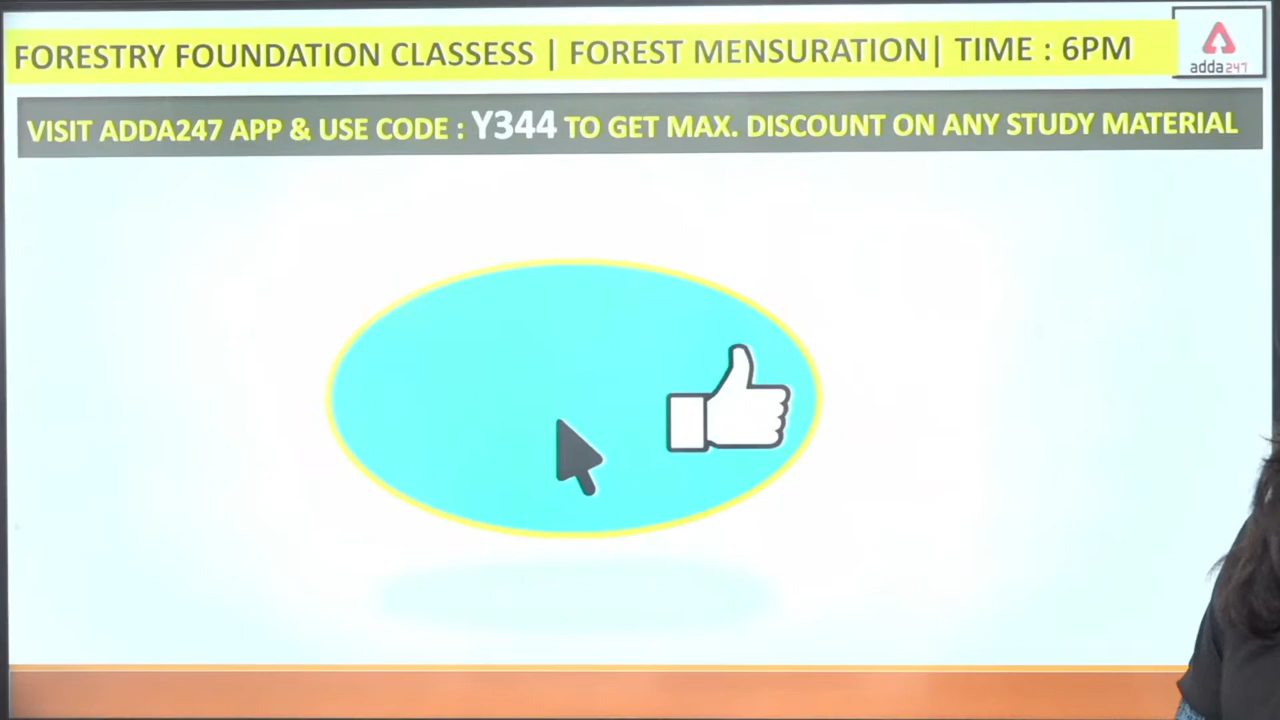 FORESTRY FOUNDATION CLASSESS | FOREST MENSURATION| TIME : 6PM
adda247
VISIT ADDA247 APP & USE CODE : Y344 TO GET MAX. DISCOUNT ON ANY STUDY MATERIAL